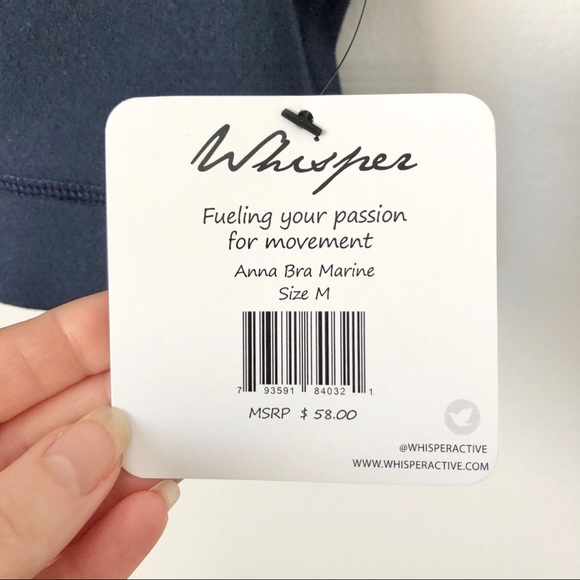 Whisper
Fueling your passion
for movement
Anna Bra Marine
Size M
7 93591 84032 1
MSRP $ 58.00
@WHISPERACTIVE
WWW.WHISPERACTIVE.COM